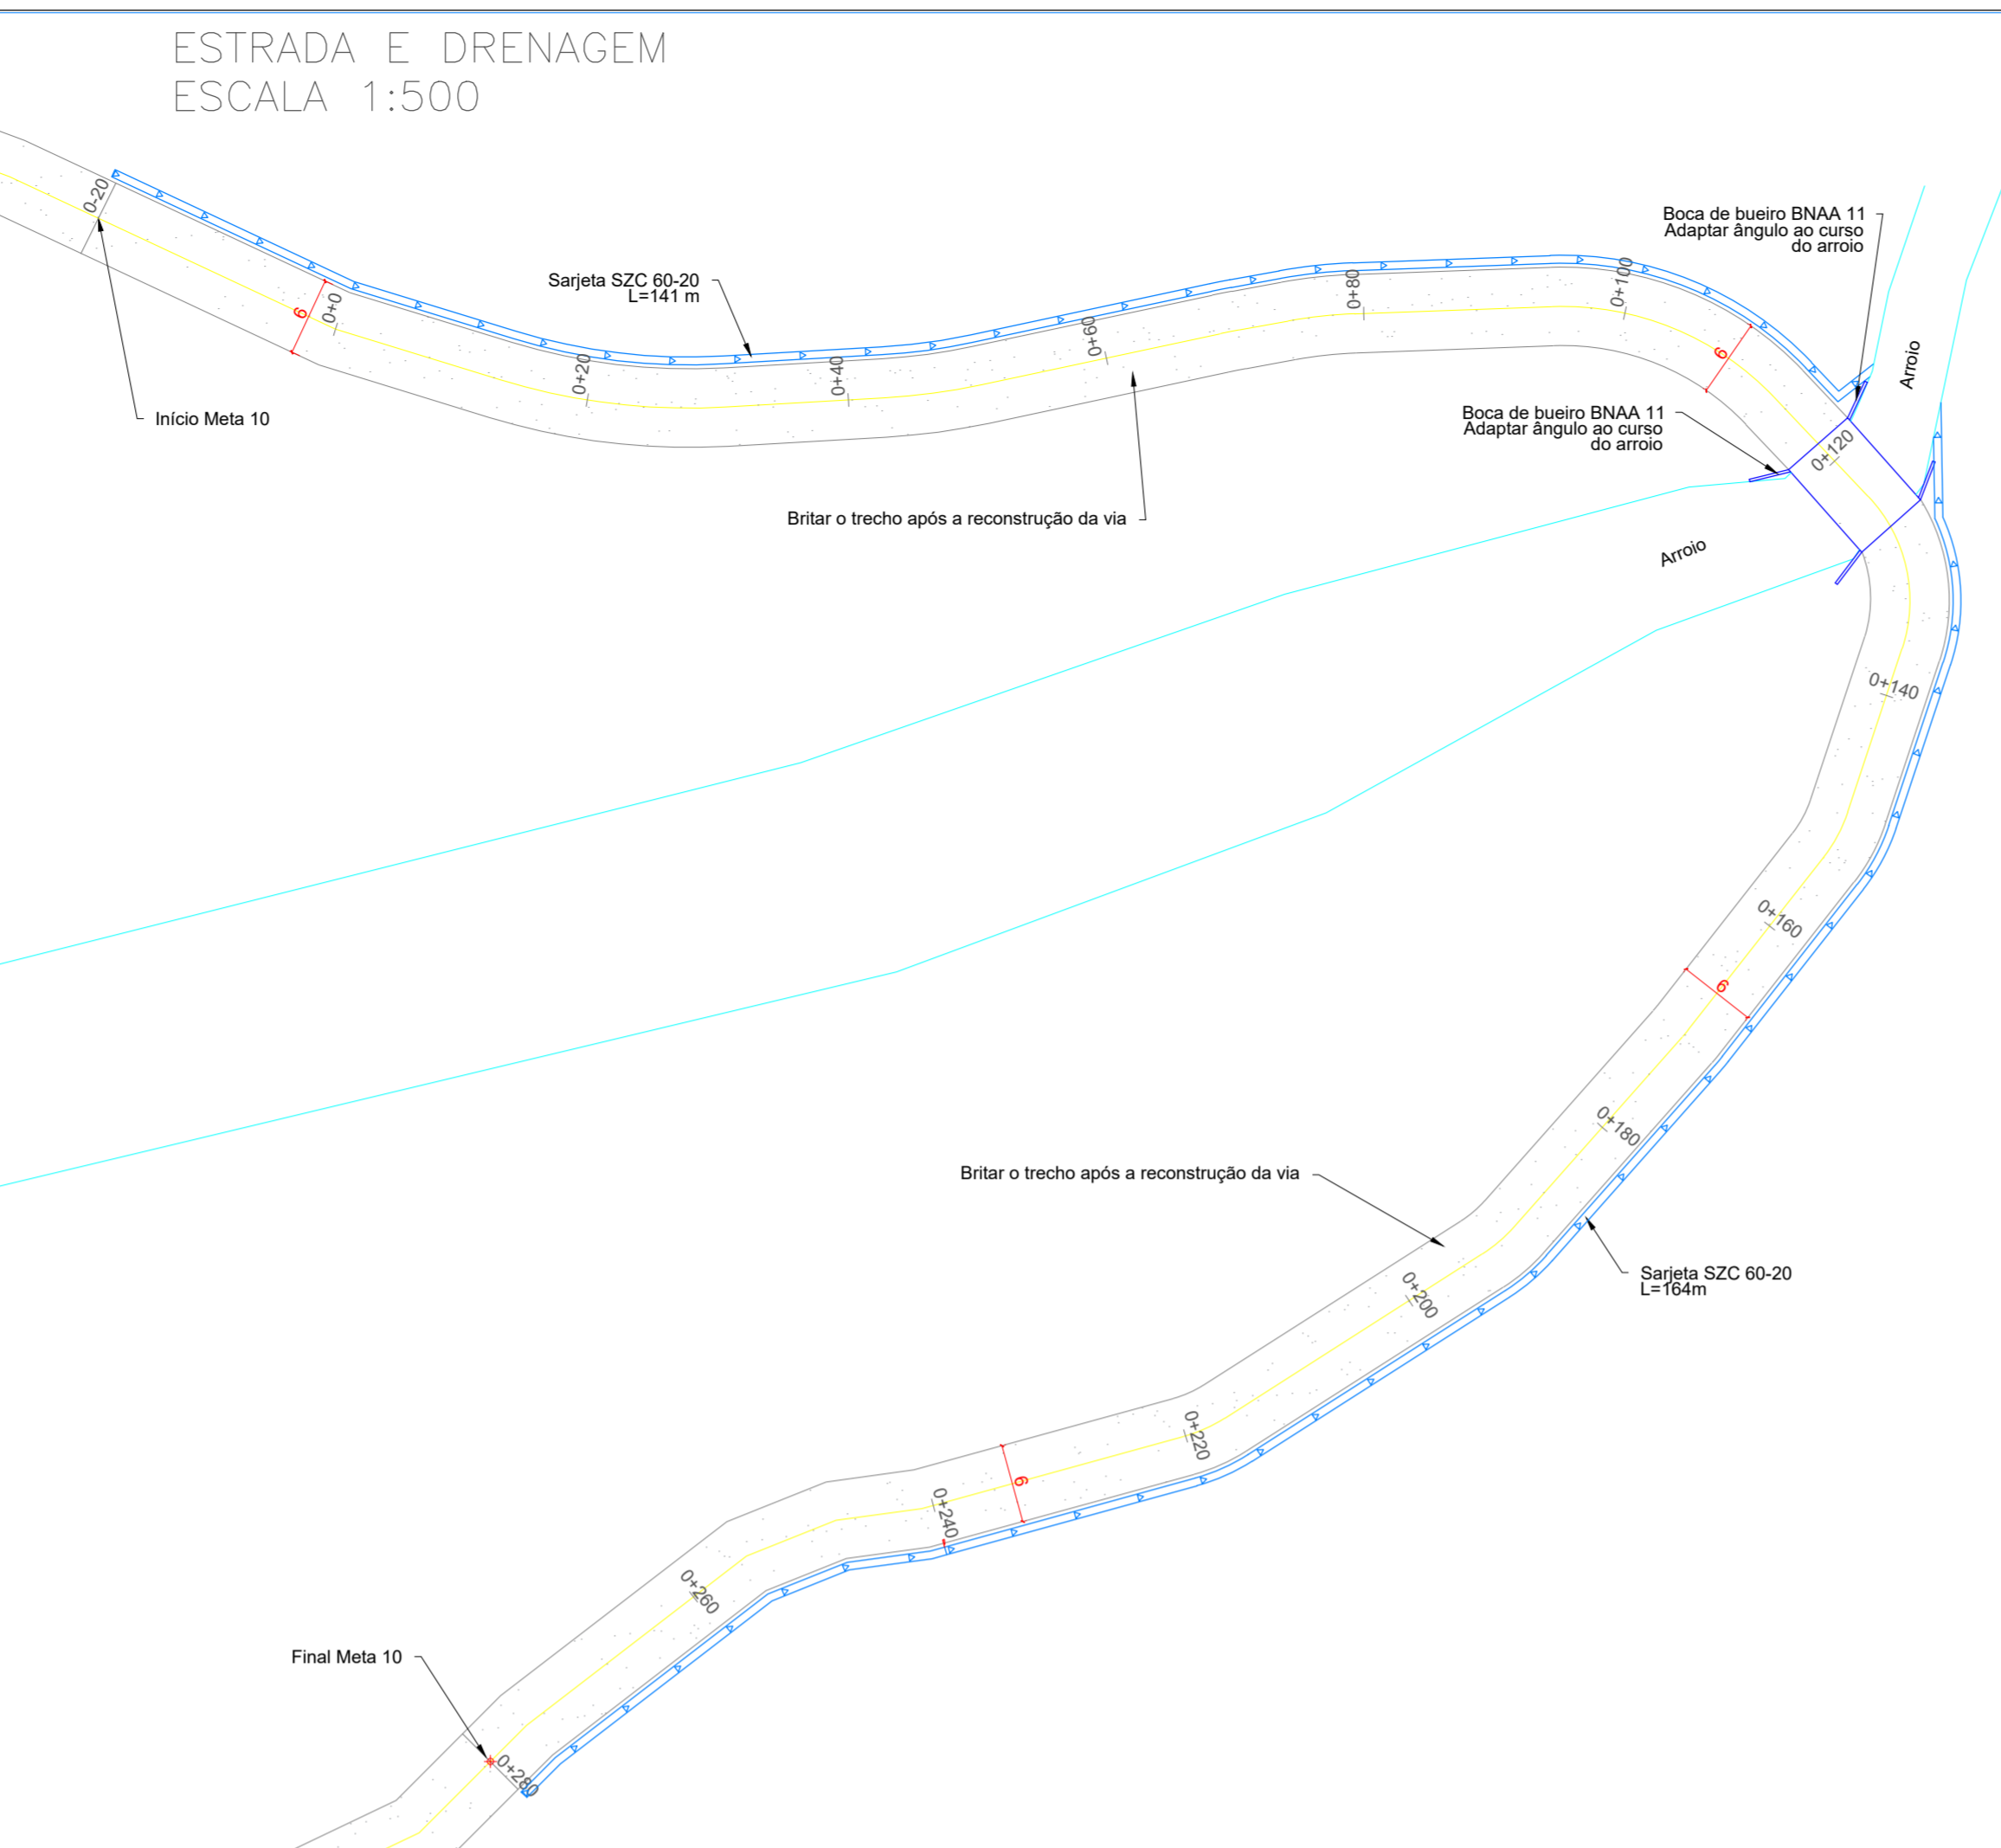 ESTRADA E DRENAGEM
ESCALA 1:500
0-20
Início Meta 10
6
0+0
Sarjeta SZC 60-20
L=141 m
0+20
0+40
0+60
0+80
0+100
Britar o trecho após a reconstrução da via
6
Boca de bueiro BNAA 11
Adaptar ângulo ao curso
do arroio
Boca de bueiro BNAA 11
Adaptar ângulo ao curso
do arroio
Arroio
0+120
Arroio
0+140
0+160
6
0+180
Britar o trecho após a reconstrução da via
Sarjeta SZC 60-20
L=164m
0+200
0+220
6
0+240
0+260
Final Meta 10
0+280